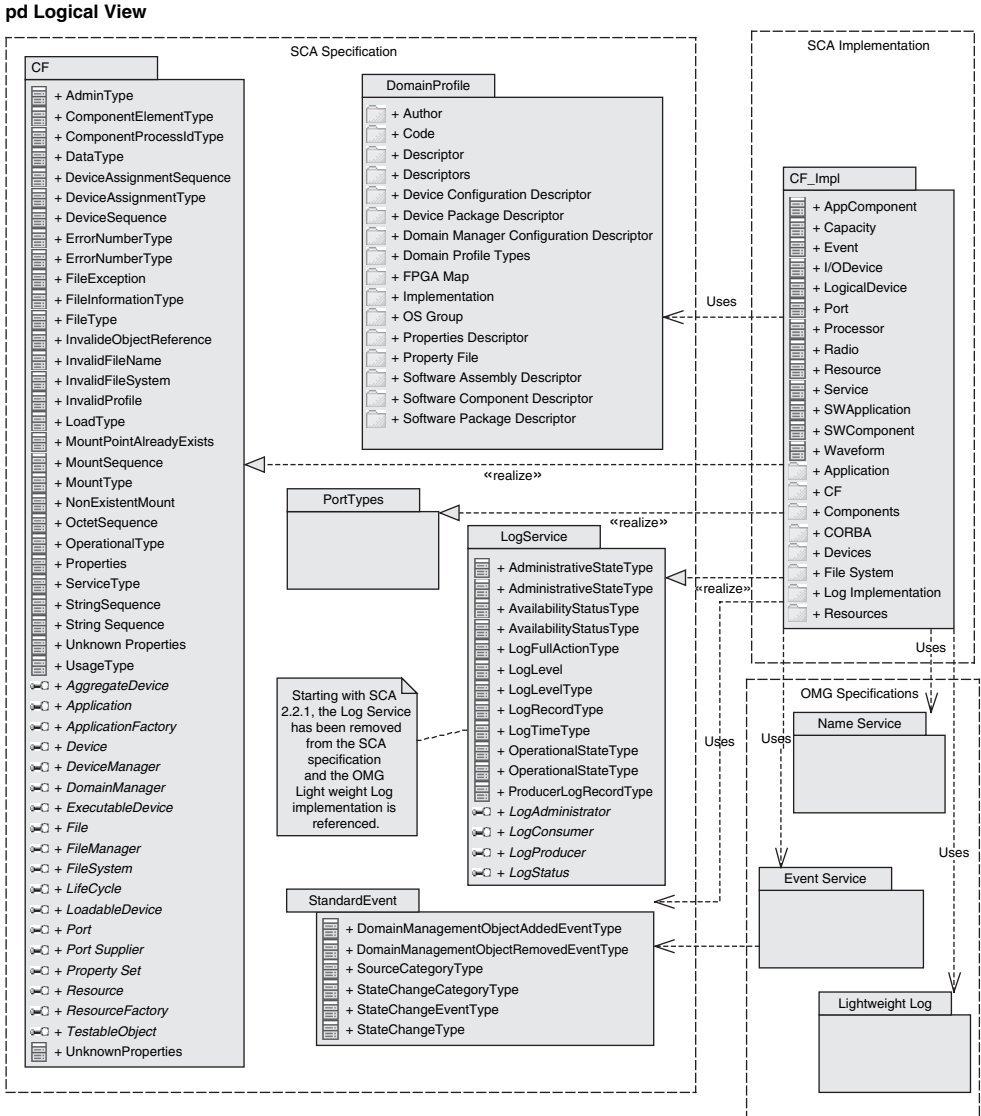 pd Logical View
SCA Specification
CF
+ AdminType
+ ComponentElementType
+ ComponentProcessIdType
+ DataType
+ DeviceAssignmentSequence
+ DeviceAssignmentType
+ DeviceSequence
+ ErrorNumberType
+ ErrorNumberType
+ FileException
+ FileInformationType
+ FileType
+ InvalideObjectReference
+ InvalidFileName
+ InvalidFileSystem
+ InvalidProfile
+ LoadType
+ MountPointAlreadyExists
+ MountSequence
+ MountType
+ NonExistentMount
+ OctetSequence
+ OperationalType
+ Properties
+ ServiceType
+ StringSequence
+ String Sequence
+ Unknown Properties
+ UsageType
+ AggregateDevice
+ Application
+ ApplicationFactory
+ Device
+ DeviceManager
+ DomainManager
+ ExecutableDevice
+ File
+ FileManager
+ FileSystem
+ LifeCycle
+ LoadableDevice
+ Port
+ Port Supplier
+ Property Set
+ Resource
+ ResourceFactory
+ TestableObject
+ UnknownProperties
DomainProfile
+ Author
+ Code
+ Descriptor
+ Descriptors
+ Device Configuration Descriptor
+ Device Package Descriptor
+ Domain Manager Configuration Descriptor
+ Domain Profile Types
+ FPGA Map
+ Implementation
+ OS Group
+ Properties Descriptor
+ Property File
+ Software Assembly Descriptor
+ Software Component Descriptor
+ Software Package Descriptor
Uses
«realize»
PortTypes
«realize»
LogService
+ AdministrativeStateType
+ AdministrativeStateType
+ AvailabilityStatusType
+ AvailabilityStatusType
+ LogFullActionType
+ LogLevel
+ LogLevelType
+ LogRecordType
+ LogTimeType
+ OperationalStateType
+ OperationalStateType
+ ProducerLogRecordType
+ LogAdministrator
+ LogConsumer
+ LogProducer
+ LogStatus
«realize»
Starting with SCA
2.2.1, the Log Service
has been removed
from the SCA
specification
and the OMG
Light weight Log
implementation is
referenced.
StandardEvent
+ DomainManagementObjectAddedEventType
+ DomainManagementObjectRemovedEventType
+ SourceCategoryType
+ StateChangeCategoryType
+ StateChangeEventType
+ StateChangeType
SCA Implementation
CF_Impl
+ AppComponent
+ Capacity
+ Event
+ I/ODevice
+ LogicalDevice
+ Port
+ Processor
+ Radio
+ Resource
+ Service
+ SWApplication
+ SWComponent
+ Waveform
+ Application
+ CF
+ Components
+ CORBA
+ Devices
+ File System
+ Log Implementation
+ Resources
Uses
OMG Specifications
Name Service
Uses
Uses
Uses
Event Service
Lightweight Log